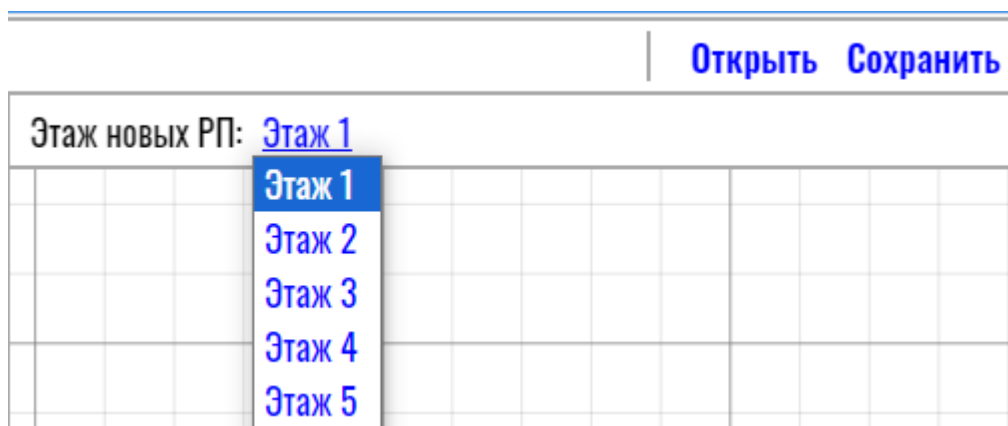 Открыть Сохранить
Этаж новых РП: Этаж 1
Этаж 1
Этаж 2
Этаж 3
Этаж 4
Этаж 5